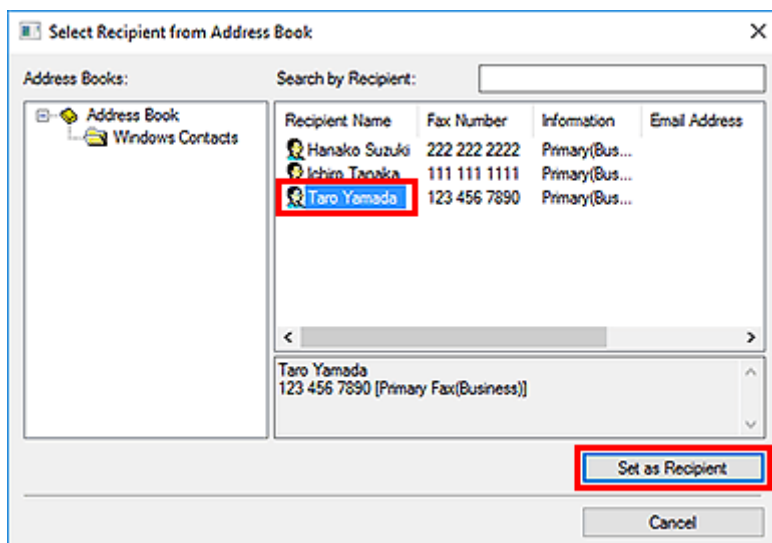 Select Recipient from Address Book
Address Books:
Search by Recipient:
Address Book
Windows Contacts
Recipient Name Fax Number Information Email Address
Hanako Suzuki 222 222 2222 Primary(Bus...
Ichiro Tanaka 111 111 1111 Primary(Bus...
Taro Yamada 123 456 7890 Primary(Bus...
Taro Yamada
123 456 7890 [Primary Fax(Business)]
Set as Recipient
Cancel